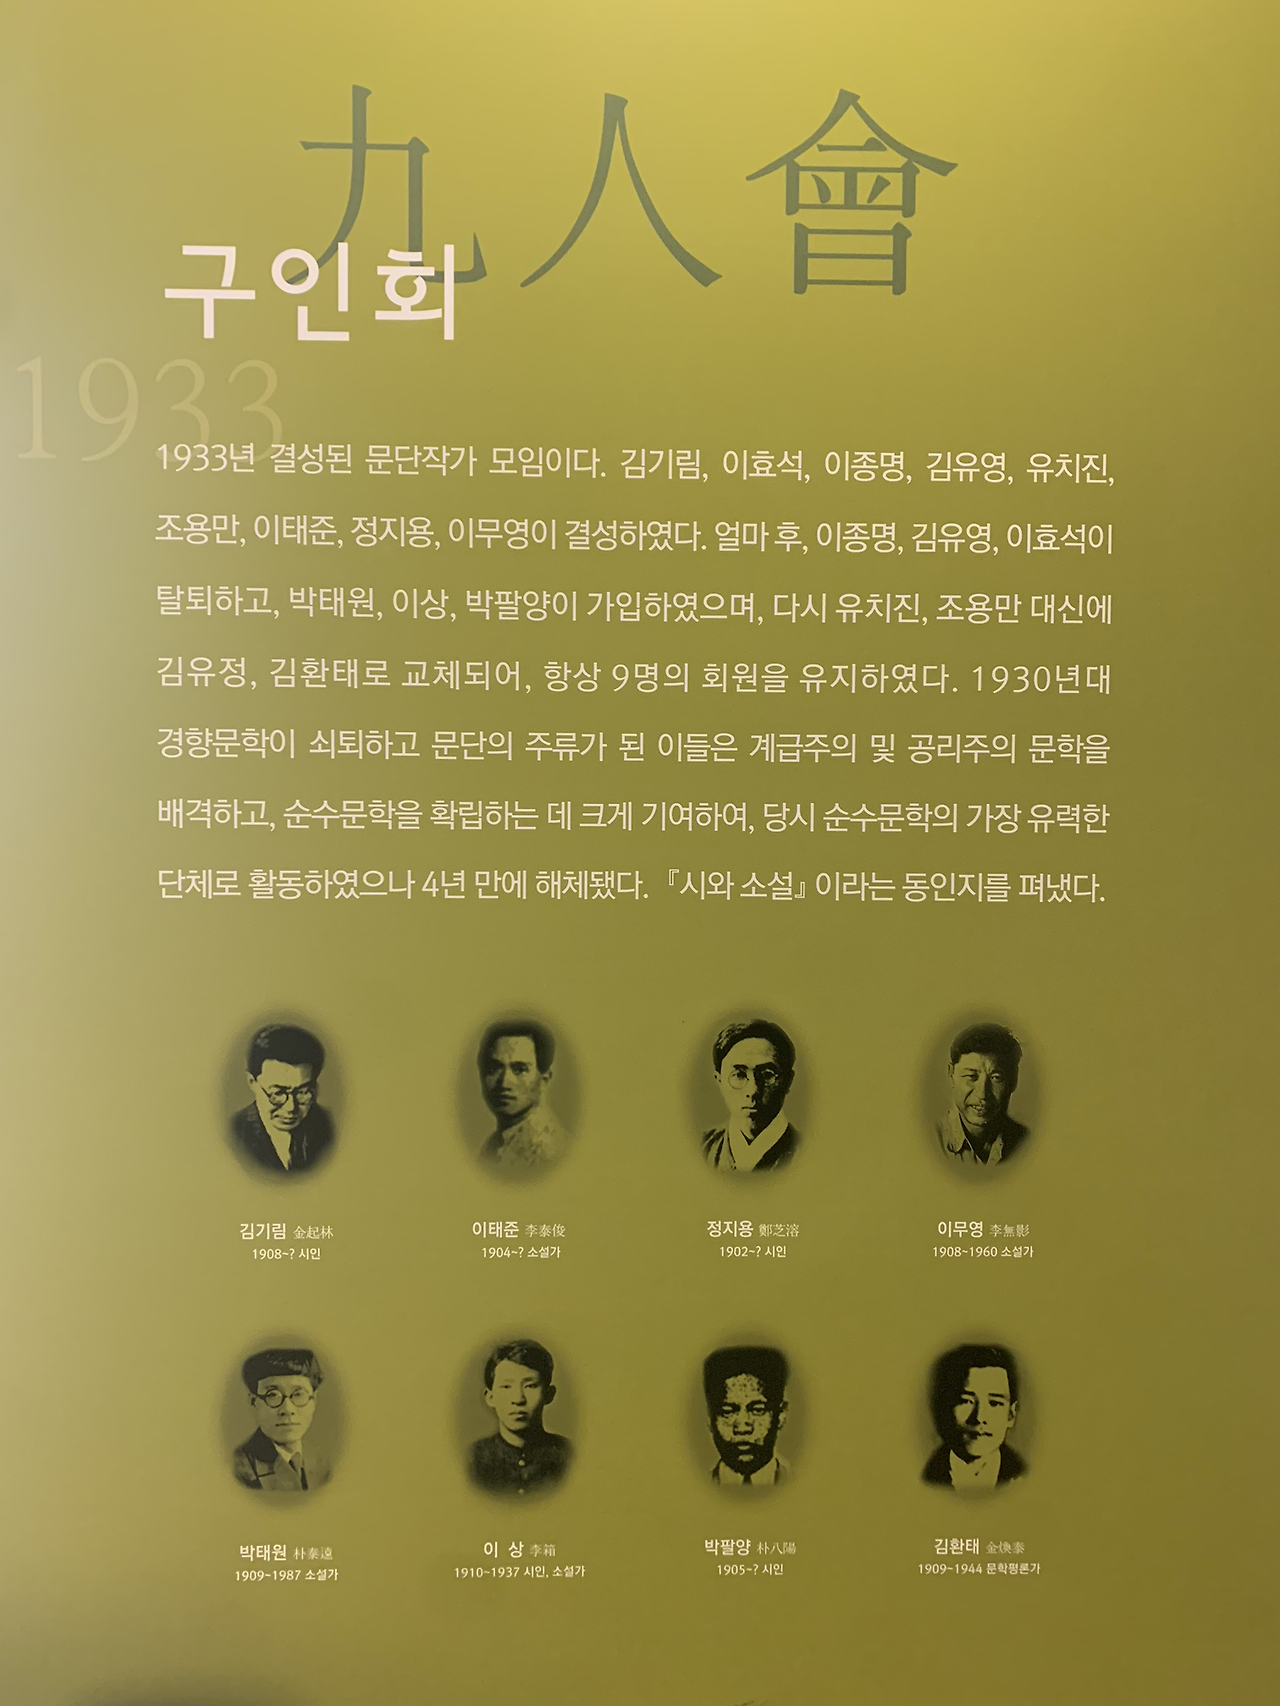 九人會
구인회
1933
1933년 결성된 문단작가 모임이다. 김기림, 이효석, 이종명, 김유영, 유치진,
조용만, 이태준, 정지용, 이무영이 결성하였다. 얼마 후, 이종명, 김유영, 이효석이
탈퇴하고, 박태원, 이상, 박팔양이 가입하였으며, 다시 유치진, 조용만 대신에
김유정, 김환태로 교체되어, 항상 9명의 회원을 유지하였다. 1930년대
경향문학이 쇠퇴하고 문단의 주류가 된 이들은 계급주의 및 공리주의 문학을
배격하고, 순수문학을 확립하는 데 크게 기여하여, 당시 순수문학의 가장 유력한
단체로 활동하였으나 4년 만에 해체됐다. 『시와 소설』이라는 동인지를 펴냈다.
김기림 金起林
1908~? 시인
이태준 李泰俊
1904~? 소설가
정지용 鄭芝溶
1902~? 시인
이무영 李無影
1908~1960 소설가
박태원 朴泰遠
1909~1987 소설가
이 상 李箱
1910~1937 시인, 소설가
박팔양 朴八陽
1905~? 시인
김환태 金煥泰
1909~1944 문학평론가